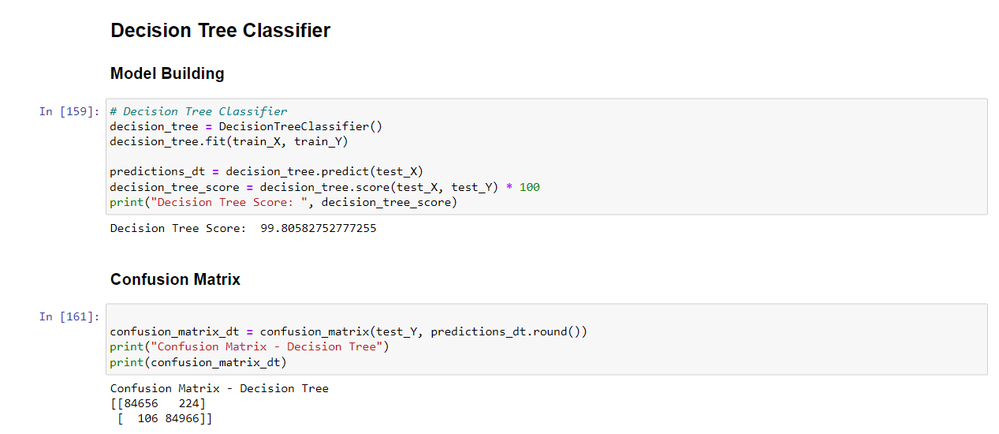 Decision Tree Classifier
Model Building
In [159]:
# Decision Tree Classifier
decision_tree = DecisionTreeClassifier()
decision_tree.fit(train_X, train_Y)
predictions_dt = decision_tree.predict(test_X)
decision_tree_score = decision_tree.score(test_X, test_Y) * 100
print("Decision Tree Score: ", decision_tree_score)
Decision Tree Score:  99.80582752777255
Confusion Matrix
In [161]:
confusion_matrix_dt = confusion_matrix(test_Y, predictions_dt.round())
print("Confusion Matrix - Decision Tree")
print(confusion_matrix_dt)
Confusion Matrix - Decision Tree
[[84656   224]
 [  106 84966]]